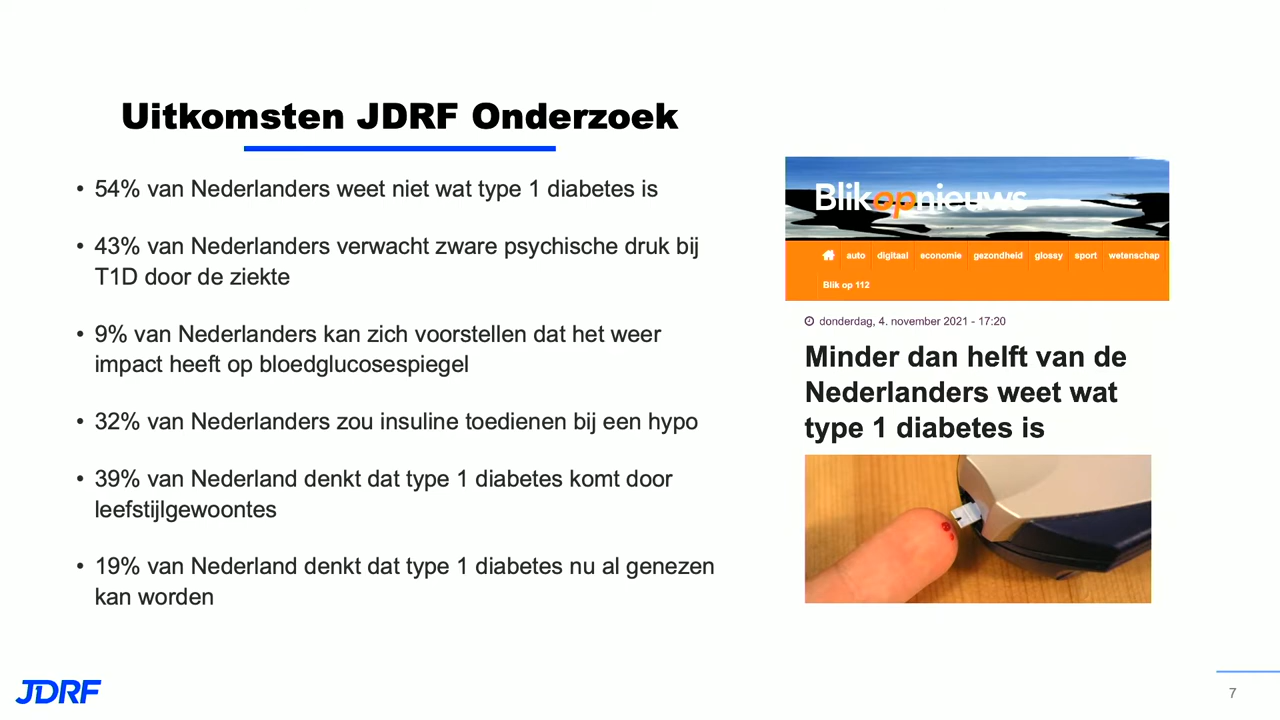 Uitkomsten JDRF Onderzoek
• 54% van Nederlanders weet niet wat type 1 diabetes is
• 43% van Nederlanders verwacht zware psychische druk bij
T1D door de ziekte
• 9% van Nederlanders kan zich voorstellen dat het weer
impact heeft op bloedglucosespiegel
• 32% van Nederlanders zou insuline toedienen bij een hypo
• 39% van Nederland denkt dat type 1 diabetes komt door
leefstijlgewoontes
• 19% van Nederland denkt dat type 1 diabetes nu al genezen
kan worden
Blikopnieuws
auto digitaal economie gezondheid glossy sport wetenschap
Blik op 112
donderdag, 4. november 2021 - 17:20
Minder dan helft van de
Nederlanders weet wat
type 1 diabetes is
JDRF
7